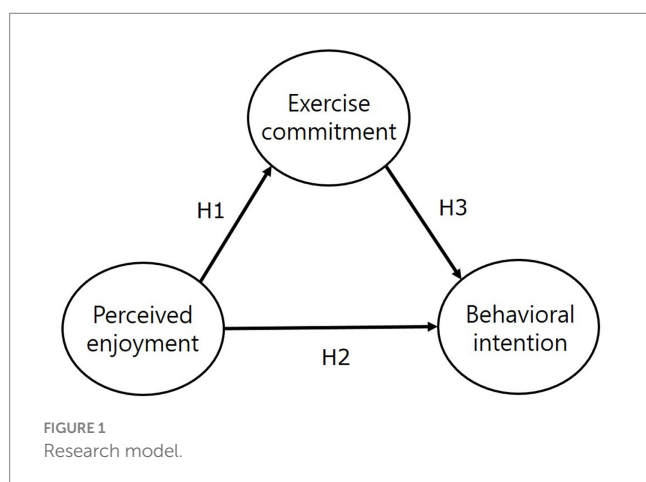 Exercise
commitment
H1
H3
Perceived
enjoyment
Behavioral
intention
H2
FIGURE 1
Research model.